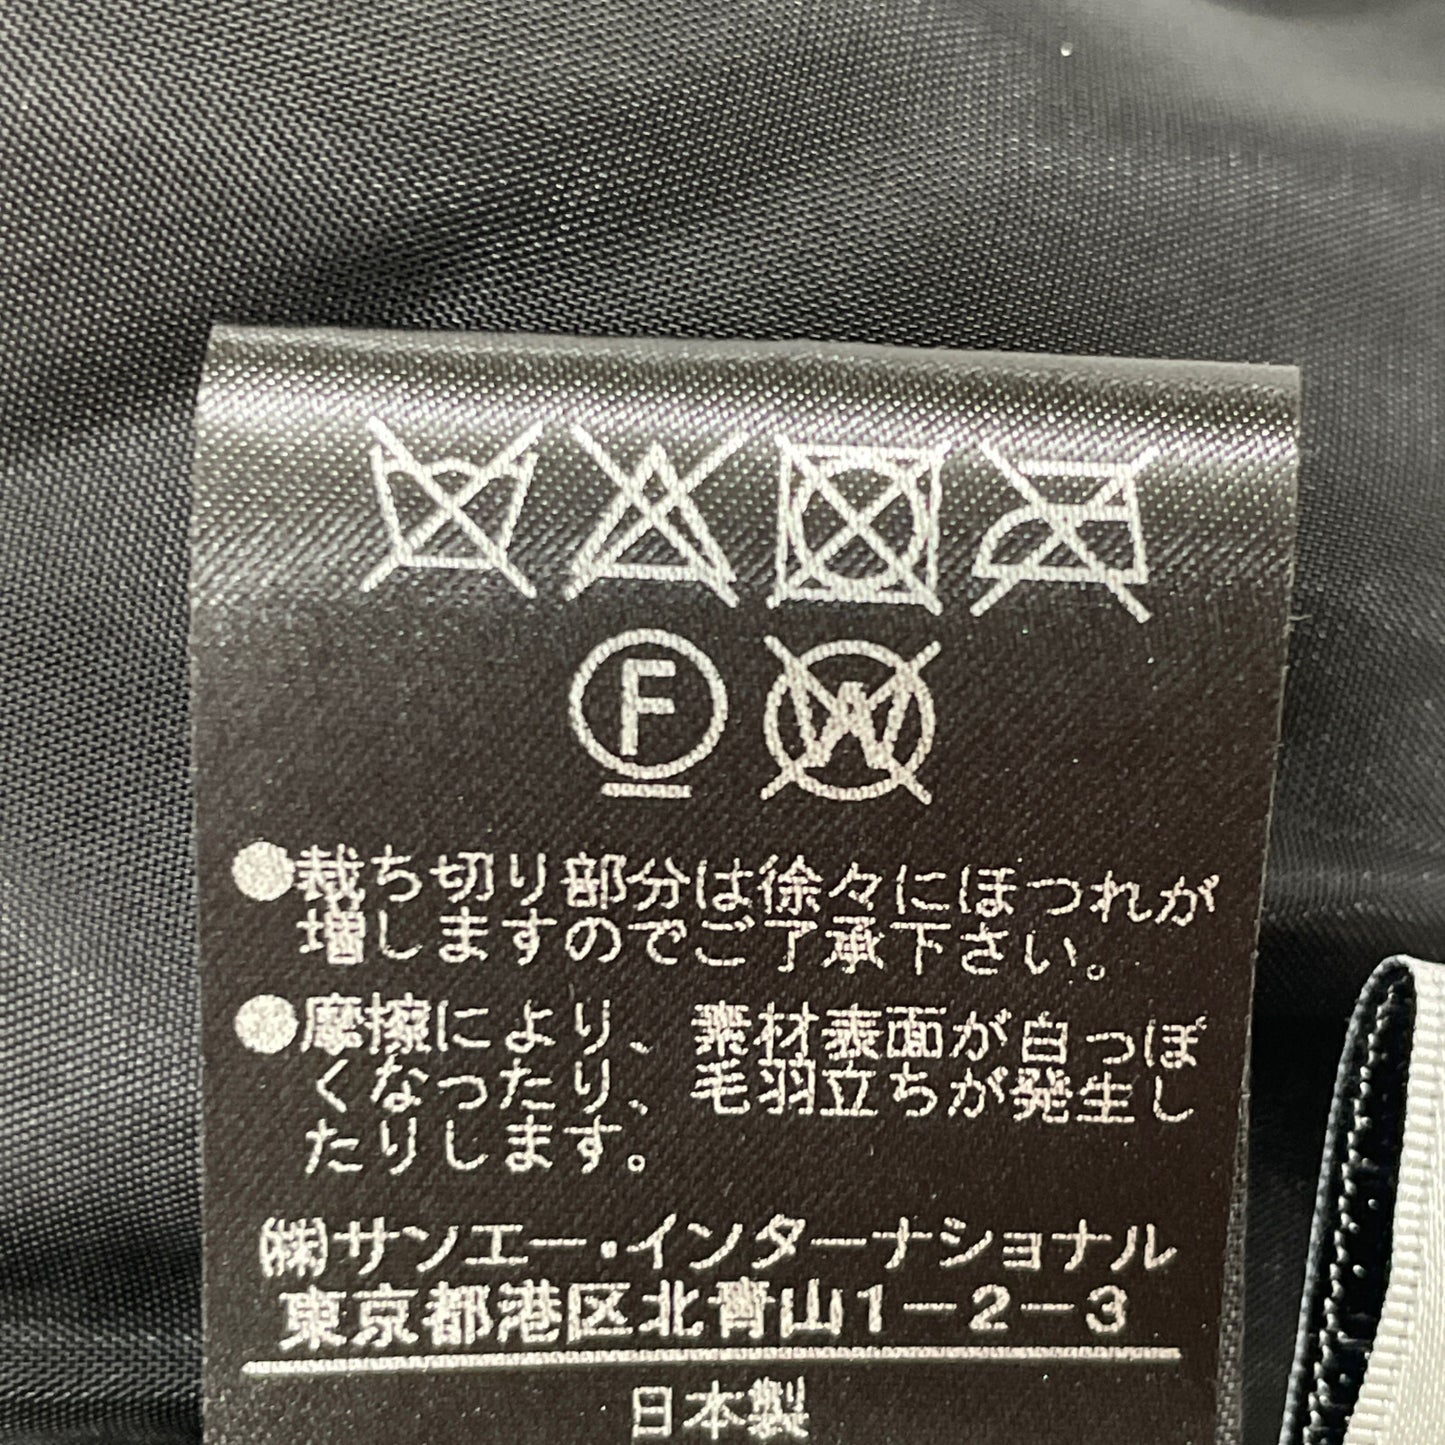 F W
●裁ち切り部分は徐々にほつれが
増しますのでご了承下さい。
●摩擦により、素材表面が白っぽ
くなったり、毛羽立ちが発生し
たりします。
㈱サンエー・インターナショナル
東京都港区北青山1-2-3
日本製